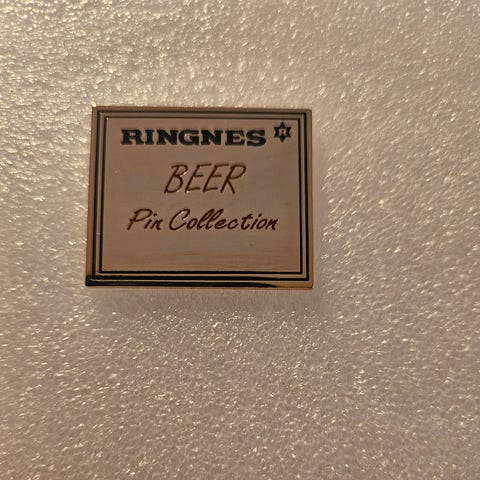 RINGNES R
BEER
Pin Collection